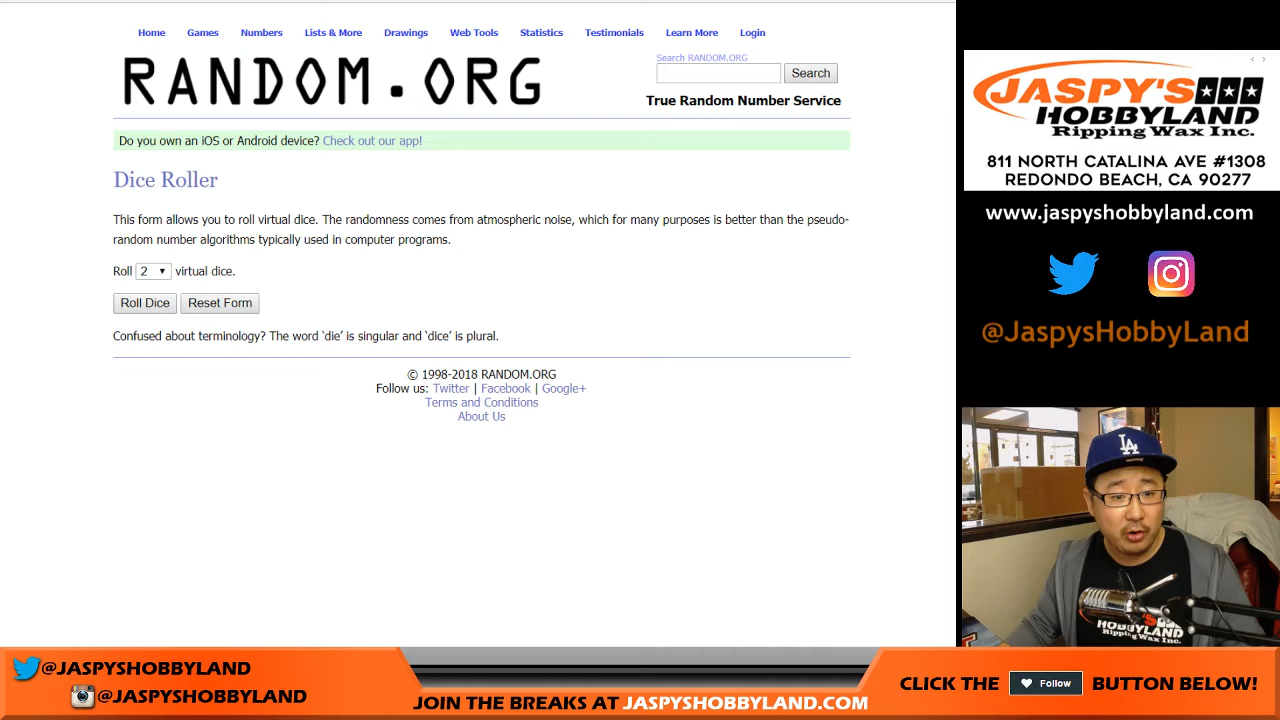 Home Games Numbers Lists & More Drawings Web Tools Statistics Testimonials Learn More Login
RANDOM.ORG
Search RANDOM.ORG
Search
True Random Number Service
Do you own an iOS or Android device? Check out our app!
Dice Roller
This form allows you to roll virtual dice. The randomness comes from atmospheric noise, which for many purposes is better than the pseudo-
random number algorithms typically used in computer programs.
Roll 2 virtual dice.
Roll Dice Reset Form
Confused about terminology? The word ‘die’ is singular and ‘dice’ is plural.
© 1998-2018 RANDOM.ORG
Follow us: Twitter | Facebook | Google+
Terms and Conditions
About Us
JASPY'S
HOBBYLAND
Ripping Wax Inc.
811 NORTH CATALINA AVE #1308
REDONDO BEACH, CA 90277
www.jaspyshobbyland.com
@JaspysHobbyLand
LA
HOBBYLAND
Ripping Wax Inc.
@JASPYSHOBBYLAND
@JASPYSHOBBYLAND
JOIN THE BREAKS AT JASPYSHOBBYLAND.COM
CLICK THE Follow BUTTON BELOW!